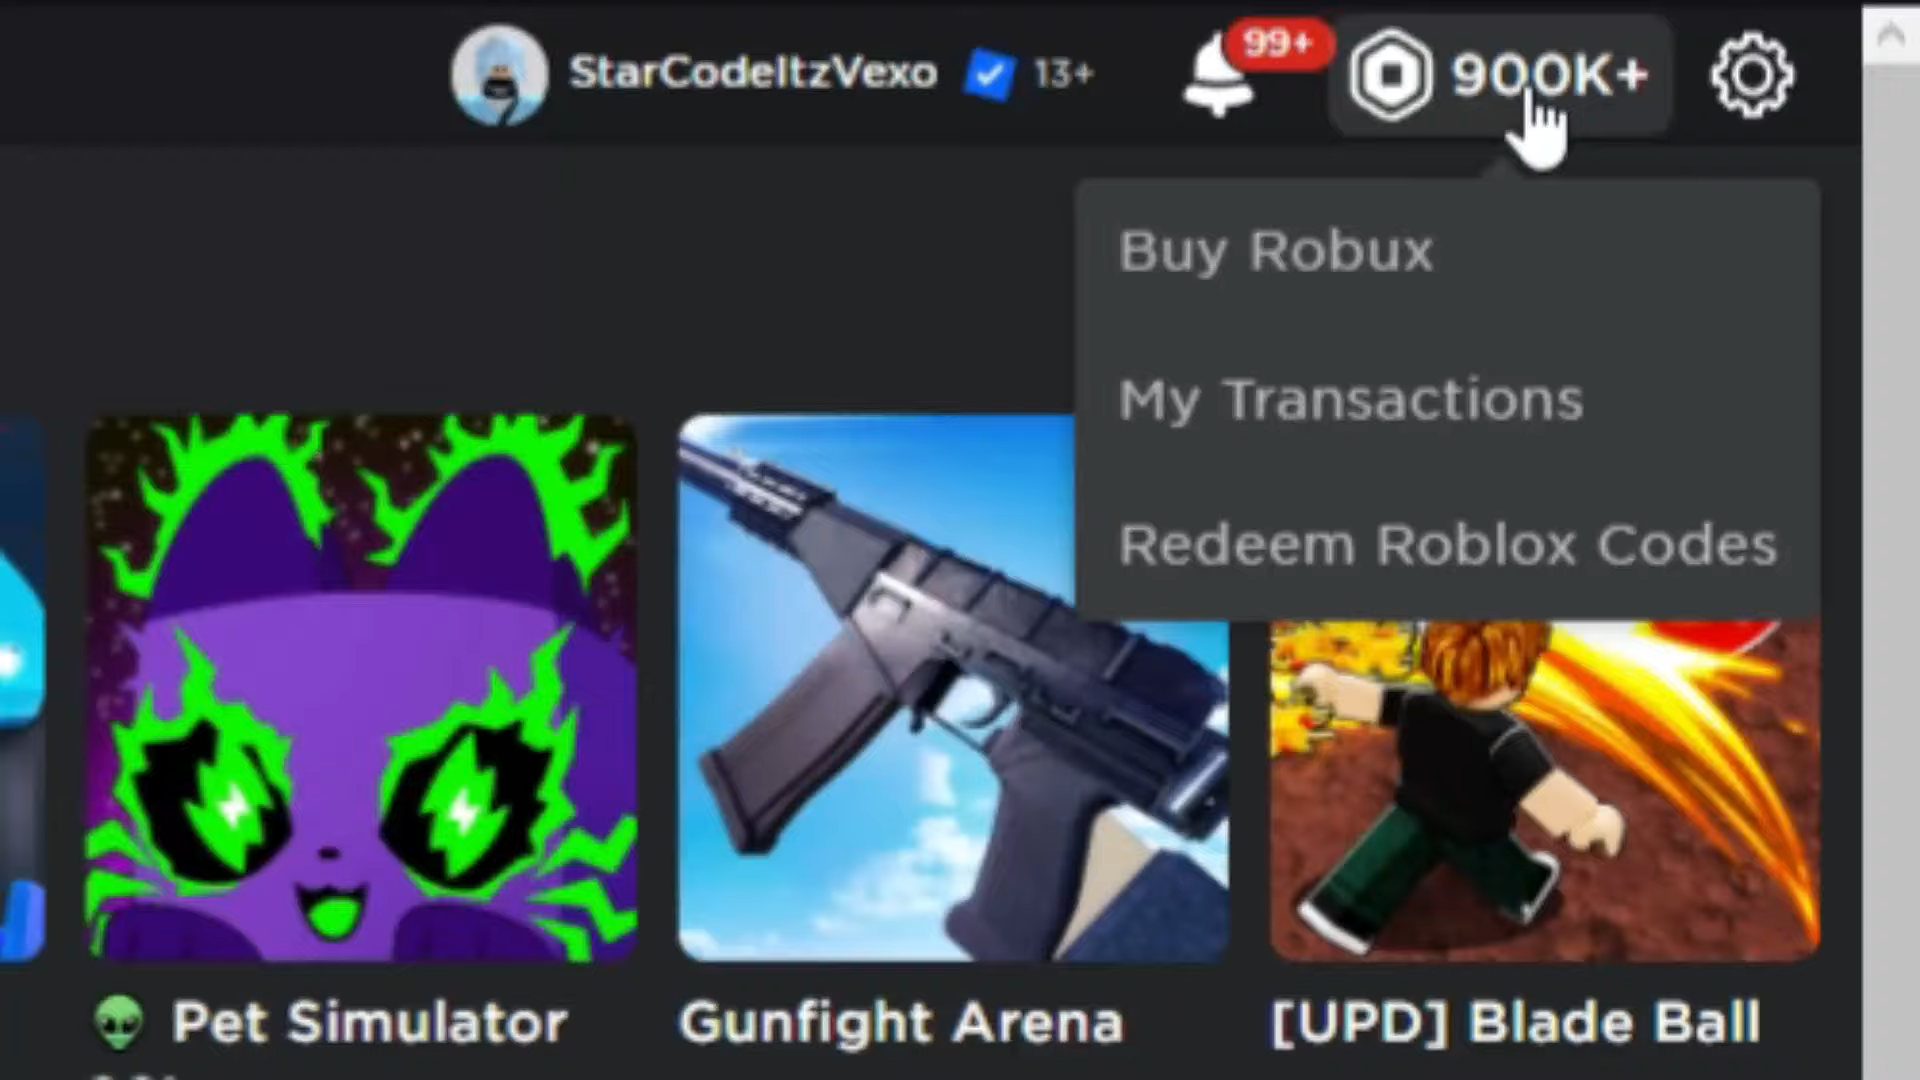 StarCodeItzVexo 13+ 99+ 900K+
Buy Robux
My Transactions
Redeem Roblox Codes
Pet Simulator
Gunfight Arena
[UPD] Blade Ball